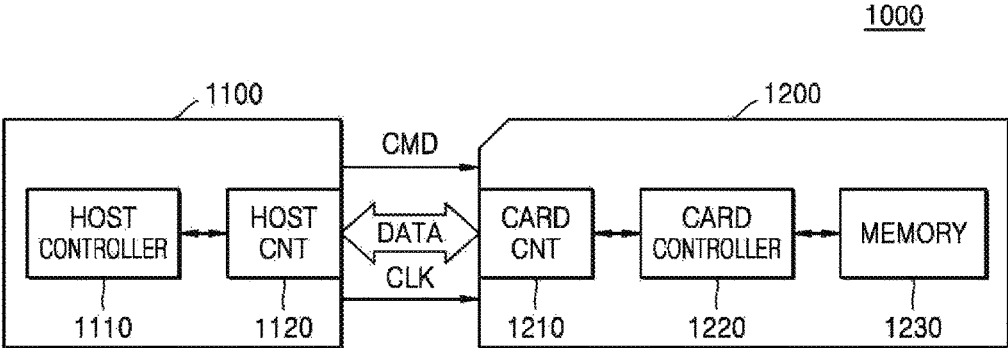 1000
1100
1200
CMD
HOST
CONTROLLER
HOST
CNT
DATA
CARD
CNT
CARD
CONTROLLER
MEMORY
CLK
1110
1120
1210
1220
1230